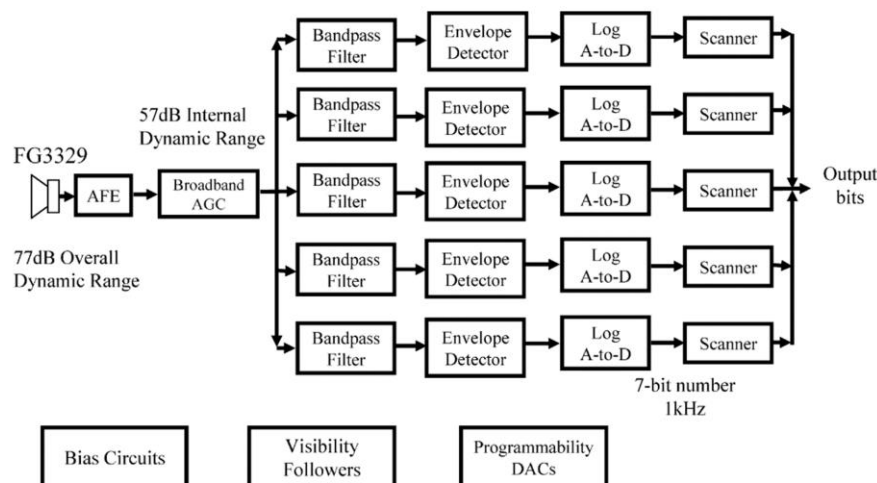 Bandpass
Filter
Envelope
Detector
Log
A-to-D
Scanner
57dB Internal
Dynamic Range
Bandpass
Filter
Envelope
Detector
Log
A-to-D
Scanner
FG3329
AFE
Broadband
AGC
Bandpass
Filter
Envelope
Detector
Log
A-to-D
Scanner
Output
bits
77dB Overall
Dynamic Range
Bandpass
Filter
Envelope
Detector
Log
A-to-D
Scanner
Bandpass
Filter
Envelope
Detector
Log
A-to-D
Scanner
7-bit number
1kHz
Bias Circuits
Visibility
Followers
Programmability
DACs